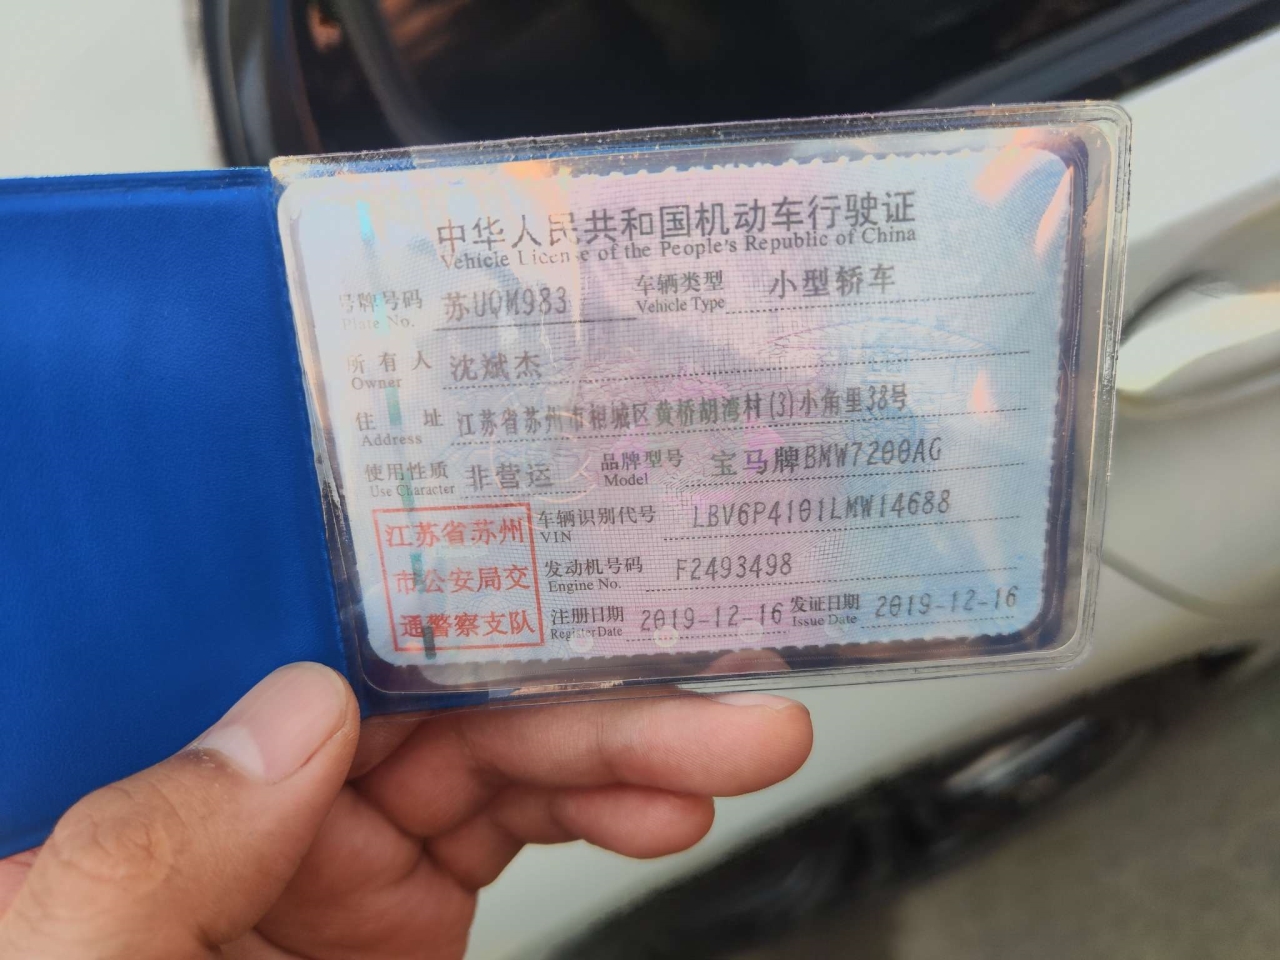 中华人民共和国机动车行驶证
Vehicle License of the People's Republic of China
号牌号码 苏UQM983 车辆类型 小型轿车
Plate No. Vehicle Type
所有人 沈斌杰
Owner
住址 江苏省苏州市相城区黄桥胡湾村(3)小角里38号
Address
使用性质 非营运 品牌型号 宝马牌BMW7200AG
Use Character Model
江苏省苏州
市公安局交
通警察支队
车辆识别代号 LBV6P4101LMW14688
VIN
发动机号码 F2493498
Engine No.
注册日期 2019-12-16 发证日期 2019-12-16
Register Date Issue Date